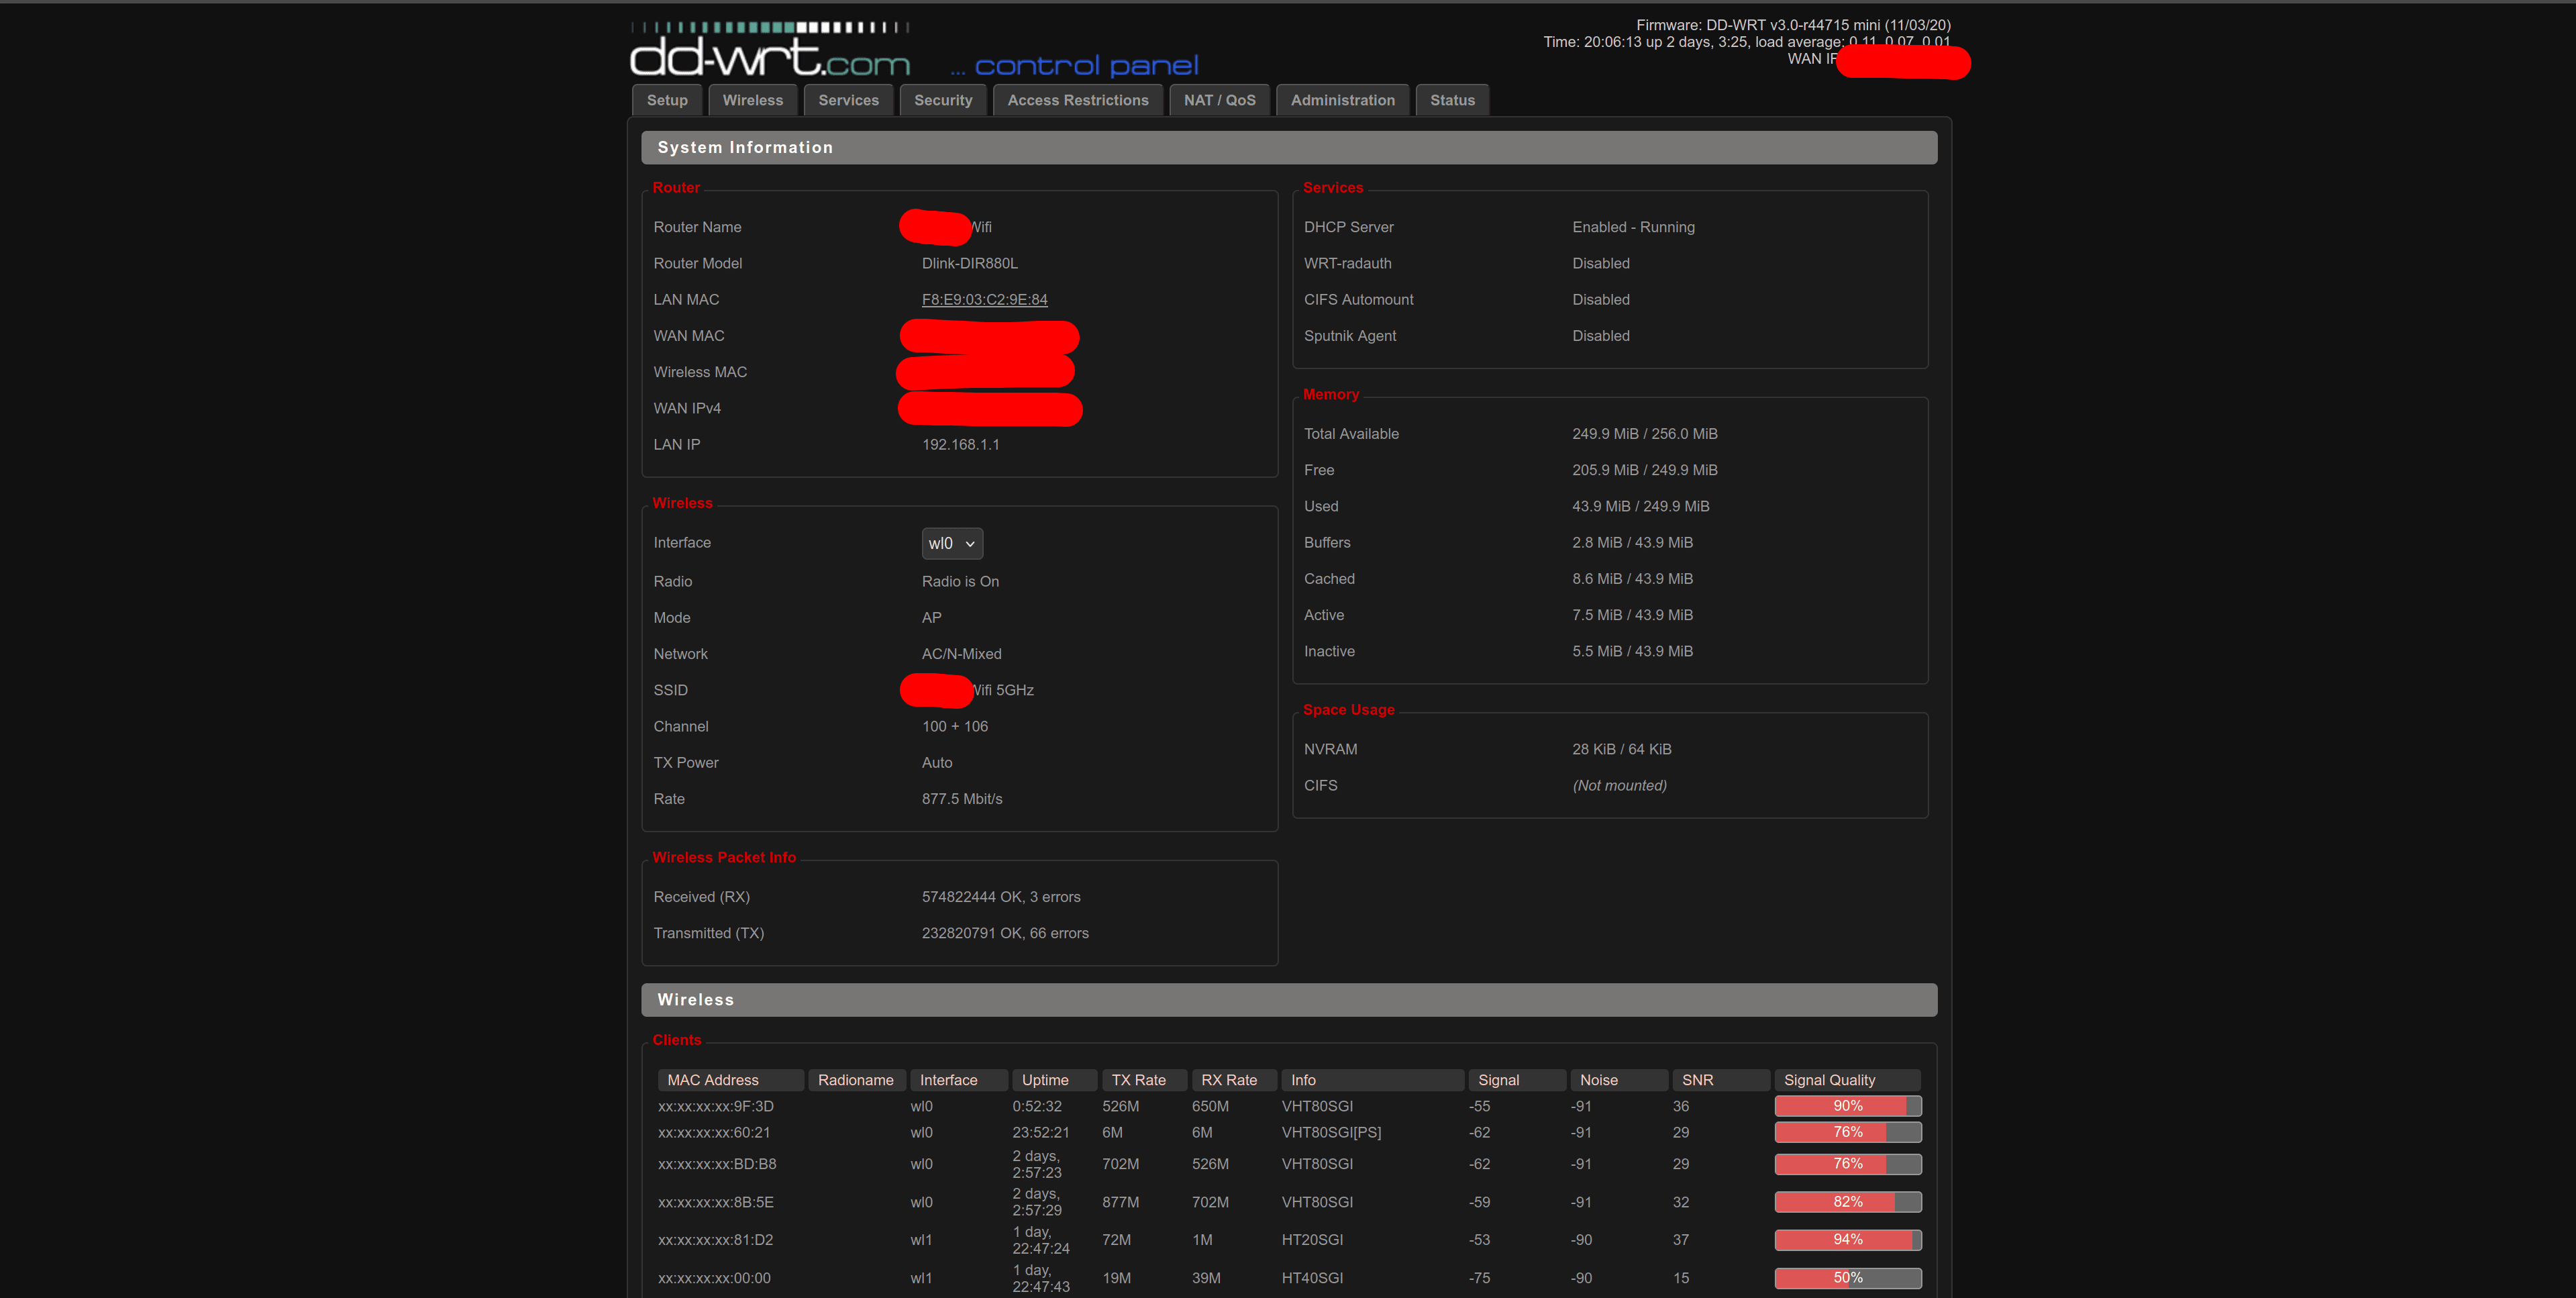 dd-wrt.com ... control panel
Firmware: DD-WRT v3.0-r44715 mini (11/03/20)
Time: 20:06:13 up 2 days, 3:25, load average: 0.11, 0.07, 0.01
WAN IP
Setup Wireless Services Security Access Restrictions NAT / QoS Administration Status
System Information
Router
Router Name Wifi
Router Model Dlink-DIR880L
LAN MAC F8:E9:03:C2:9E:84
WAN MAC
Wireless MAC
WAN IPv4
LAN IP 192.168.1.1
Wireless
Interface wl0
Radio Radio is On
Mode AP
Network AC/N-Mixed
SSID Wifi 5GHz
Channel 100 + 106
TX Power Auto
Rate 877.5 Mbit/s
Wireless Packet Info
Received (RX) 574822444 OK, 3 errors
Transmitted (TX) 232820791 OK, 66 errors
Services
DHCP Server Enabled - Running
WRT-radauth Disabled
CIFS Automount Disabled
Sputnik Agent Disabled
Memory
Total Available 249.9 MiB / 256.0 MiB
Free 205.9 MiB / 249.9 MiB
Used 43.9 MiB / 249.9 MiB
Buffers 2.8 MiB / 43.9 MiB
Cached 8.6 MiB / 43.9 MiB
Active 7.5 MiB / 43.9 MiB
Inactive 5.5 MiB / 43.9 MiB
Space Usage
NVRAM 28 KiB / 64 KiB
CIFS (Not mounted)
Wireless
Clients
MAC Address Radioname Interface Uptime TX Rate RX Rate Info Signal Noise SNR Signal Quality
xx:xx:xx:xx:9F:3D wl0 0:52:32 526M 650M VHT80SGI -55 -91 36 90%
xx:xx:xx:xx:60:21 wl0 23:52:21 6M 6M VHT80SGI[PS] -62 -91 29 76%
xx:xx:xx:xx:BD:B8 wl0 2 days, 2:57:23 702M 526M VHT80SGI -62 -91 29 76%
xx:xx:xx:xx:8B:5E wl0 2 days, 2:57:29 877M 702M VHT80SGI -59 -91 32 82%
xx:xx:xx:xx:81:D2 wl1 1 day, 22:47:24 72M 1M HT20SGI -53 -90 37 94%
xx:xx:xx:xx:00:00 wl1 1 day, 22:47:43 19M 39M HT40SGI -75 -90 15 50%